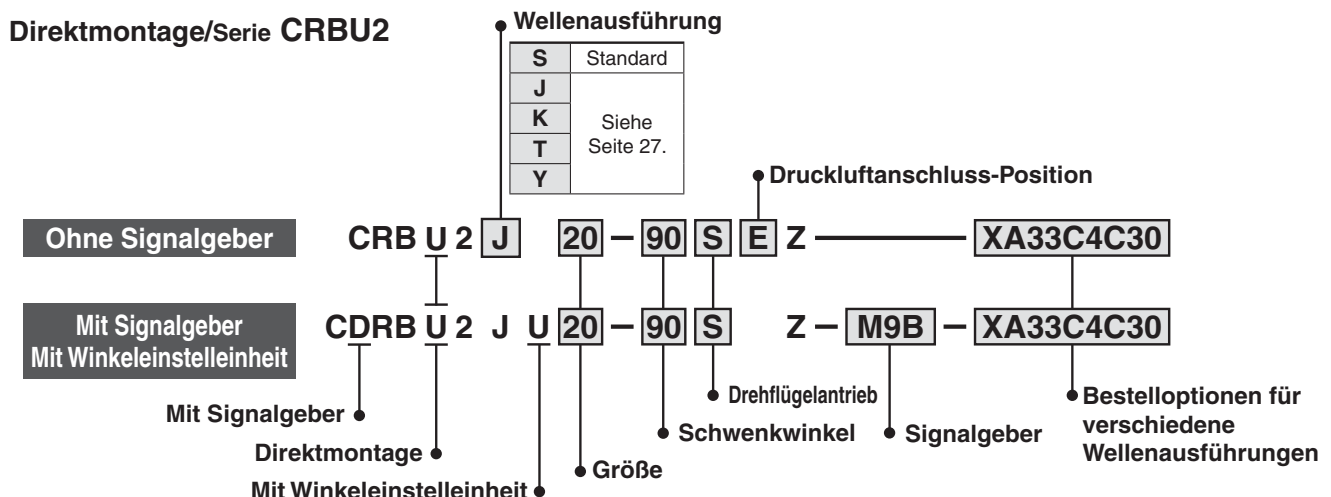 Direktmontage/Serie CRBU2
Wellenausführung
S Standard
J
K
T
Y
Siehe
Seite 27.
Druckluftanschluss-Position
Ohne Signalgeber
CRB U 2 J 20 – 90 S E Z — XA33C4C30
Mit Signalgeber
Mit Winkeleinstelleinheit
CDRB U 2 J U 20 – 90 S Z – M9B – XA33C4C30
Mit Signalgeber
Direktmontage
Mit Winkeleinstelleinheit
Größe
Schwenkwinkel
Drehflügelantrieb
Signalgeber
Bestelloptionen für
verschiedene
Wellenausführungen